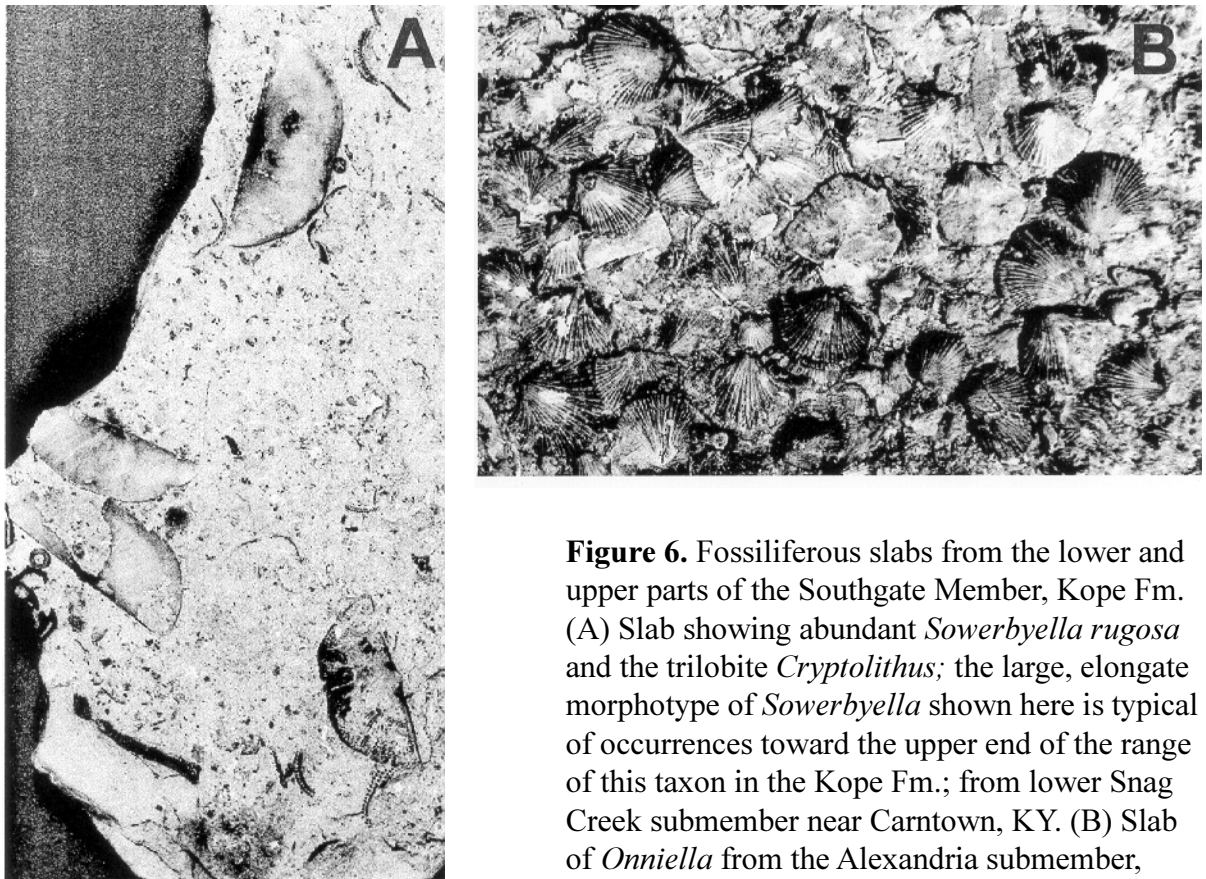 A
B
Figure 6. Fossiliferous slabs from the lower and
upper parts of the Southgate Member, Kope Fm.
(A) Slab showing abundant Sowerbyella rugosa
and the trilobite Cryptolithus; the large, elongate
morphotype of Sowerbyella shown here is typical
of occurrences toward the upper end of the range
of this taxon in the Kope Fm.; from lower Snag
Creek submember near Carntown, KY. (B) Slab
of Onniella from the Alexandria submember,